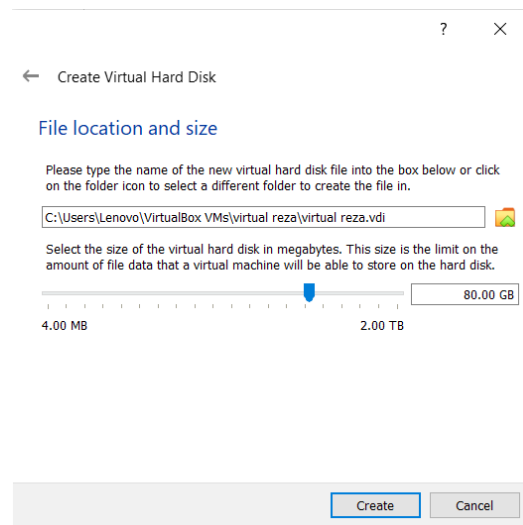 ?
Create Virtual Hard Disk
File location and size
Please type the name of the new virtual hard disk file into the box below or click
on the folder icon to select a different folder to create the file in.
C:\Users\Lenovo\VirtualBox VMs\virtual reza\virtual reza.vdi
Select the size of the virtual hard disk in megabytes. This size is the limit on the
amount of file data that a virtual machine will be able to store on the hard disk.
80.00 GB
4.00 MB 2.00 TB
Create Cancel